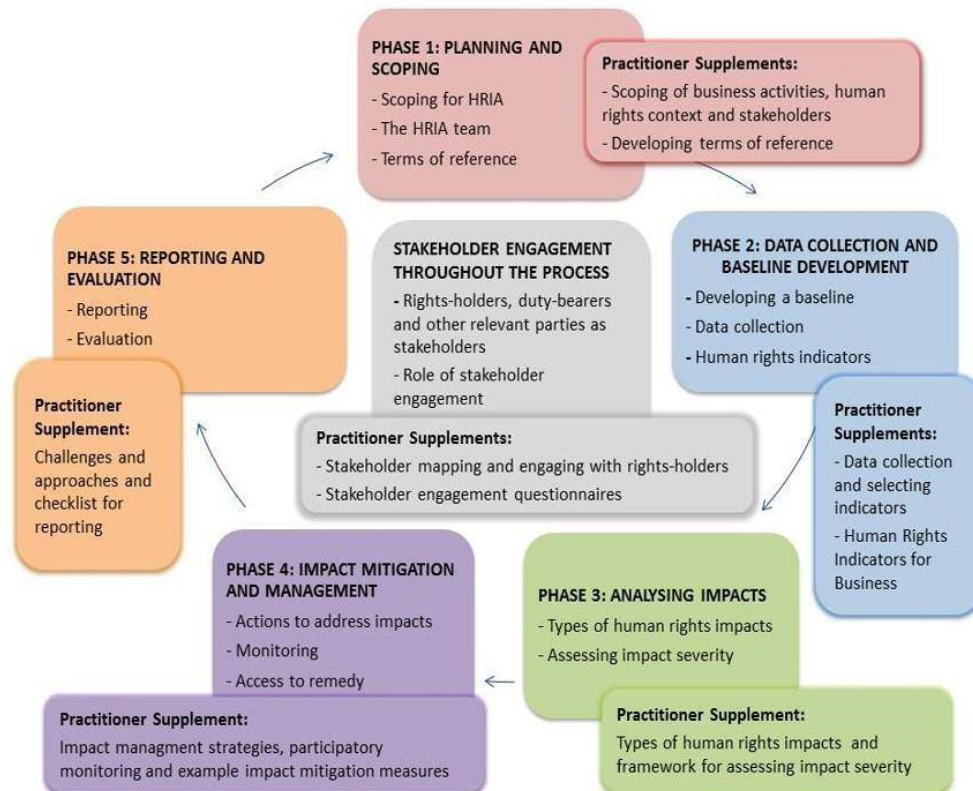 PHASE 1: PLANNING AND
SCOPING
- Scoping for HRIA
- The HRIA team
- Terms of reference
Practitioner Supplements:
- Scoping of business activities, human
rights context and stakeholders
- Developing terms of reference
PHASE 2: DATA COLLECTION AND
BASELINE DEVELOPMENT
- Developing a baseline
- Data collection
- Human rights indicators
Practitioner
Supplements:
- Data collection
and selecting
indicators
- Human Rights
Indicators for
Business
PHASE 3: ANALYSING IMPACTS
- Types of human rights impacts
- Assessing impact severity
Practitioner Supplement:
Types of human rights impacts and
framework for assessing impact severity
PHASE 4: IMPACT MITIGATION
AND MANAGEMENT
- Actions to address impacts
- Monitoring
- Access to remedy
Practitioner Supplement:
Impact managment strategies, participatory
monitoring and example impact mitigation measures
PHASE 5: REPORTING AND
EVALUATION
- Reporting
- Evaluation
Practitioner
Supplement:
Challenges and
approaches and
checklist for
reporting
STAKEHOLDER ENGAGEMENT
THROUGHOUT THE PROCESS
- Rights-holders, duty-bearers
and other relevant parties as
stakeholders
- Role of stakeholder
engagement
Practitioner Supplements:
- Stakeholder mapping and engaging with rights-holders
- Stakeholder engagement questionnaires